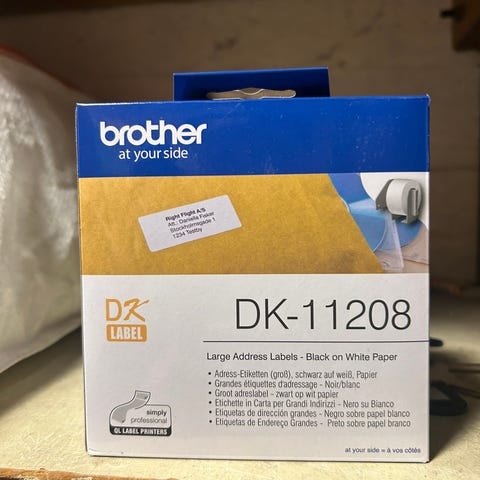 brother
at your side
Right Flight A/S
Att.: Daniella Fisker
Stockholmsgade 1
1234 Testby
DK
LABEL
DK-11208
Large Address Labels - Black on White Paper
• Adress-Etiketten (groß), schwarz auf weiß, Papier
• Grandes étiquettes d'adressage - Noir/blanc
• Groot adreslabel - zwart op wit papier
• Etichette in Carta per Grandi Indirizzi - Nero su Bianco
• Etiquetas de dirección grandes - Negro sobre papel blanco
• Etiquetas de Endereço Grandes - Preto sobre papel branco
simply
professional
QL LABEL PRINTERS
at your side = à vos côtés